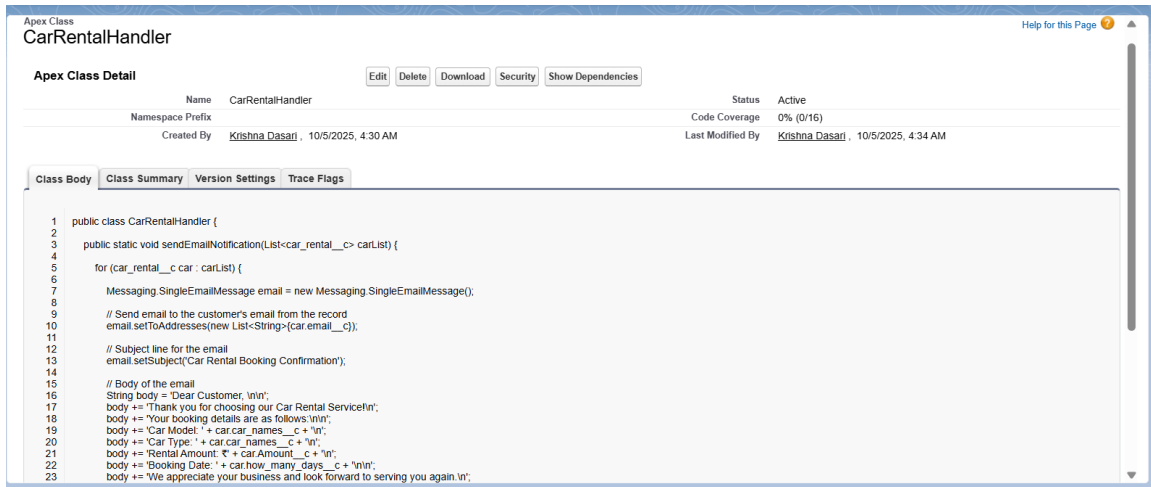 Apex Class
CarRentalHandler
Help for this Page ?
Apex Class Detail Edit Delete Download Security Show Dependencies
Name CarRentalHandler Status Active
Namespace Prefix Code Coverage 0% (0/16)
Created By Krishna Dasari , 10/5/2025, 4:30 AM Last Modified By Krishna Dasari , 10/5/2025, 4:34 AM
Class Body Class Summary Version Settings Trace Flags
1 public class CarRentalHandler {
2
3 public static void sendEmailNotification(List<car_rental__c> carList) {
4
5 for (car_rental__c car : carList) {
6
7 Messaging.SingleEmailMessage email = new Messaging.SingleEmailMessage();
8
9 // Send email to the customer's email from the record
10 email.setToAddresses(new List<String>{car.email__c});
11
12 // Subject line for the email
13 email.setSubject('Car Rental Booking Confirmation');
14
15 // Body of the email
16 String body = 'Dear Customer, \n\n';
17 body += 'Thank you for choosing our Car Rental Service!\n';
18 body += 'Your booking details are as follows:\n\n';
19 body += 'Car Model: ' + car.car_names__c + '\n';
20 body += 'Car Type: ' + car.car_names__c + '\n';
21 body += 'Rental Amount: ₹' + car.Amount__c + '\n';
22 body += 'Booking Date: ' + car.how_many_days__c + '\n\n';
23 body += 'We appreciate your business and look forward to serving you again.\n';